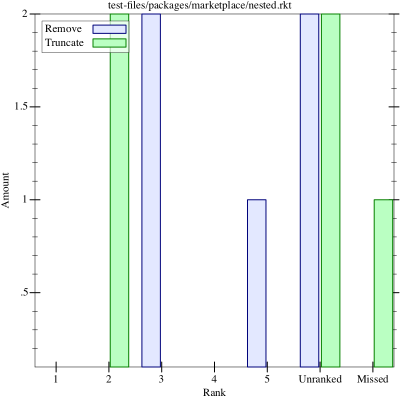 test-files/packages/marketplace/nested.rkt
Remove
Truncate
2
1.5
1
.5
Amount
1 2 3 4 5 Unranked Missed
Rank